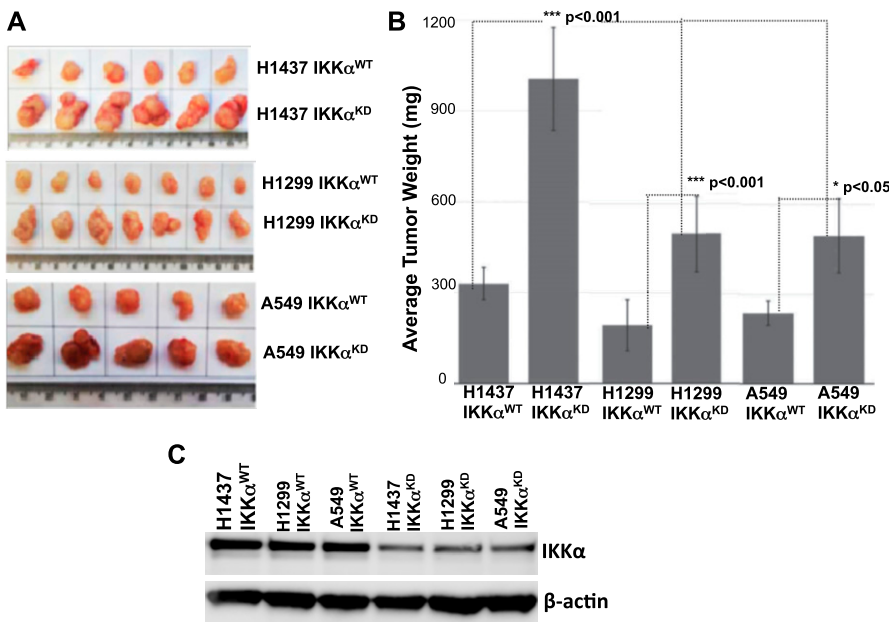 A
H1437 IKKα^WT
H1437 IKKα^KD
H1299 IKKα^WT
H1299 IKKα^KD
A549 IKKα^WT
A549 IKKα^KD
B
Average Tumor Weight (mg)
1200
900
600
300
0
*** p<0.001
*** p<0.001
* p<0.05
H1437 IKKα^WT
H1437 IKKα^KD
H1299 IKKα^WT
H1299 IKKα^KD
A549 IKKα^WT
A549 IKKα^KD
C
H1437 IKKα^WT
H1299 IKKα^WT
A549 IKKα^WT
H1437 IKKα^KD
H1299 IKKα^KD
A549 IKKα^KD
IKKα
β-actin